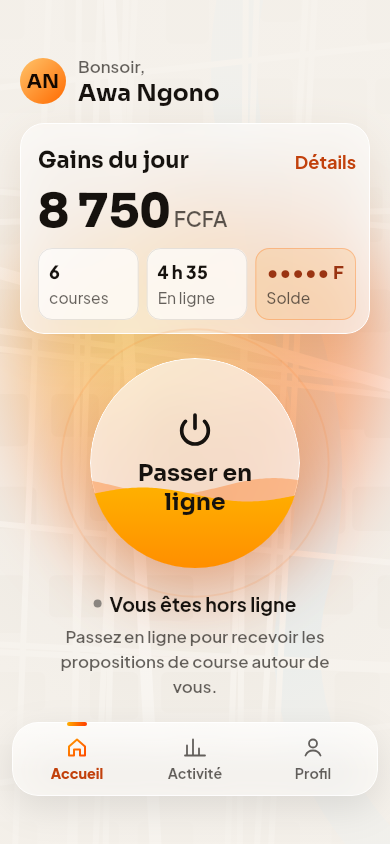 AN
Bonsoir,
Awa Ngono
Gains du jour
Détails
8 750 FCFA
6
courses
4 h 35
En ligne
●●●●● F
Solde
Passer en
ligne
Vous êtes hors ligne
Passez en ligne pour recevoir les
propositions de course autour de
vous.
Accueil
Activité
Profil